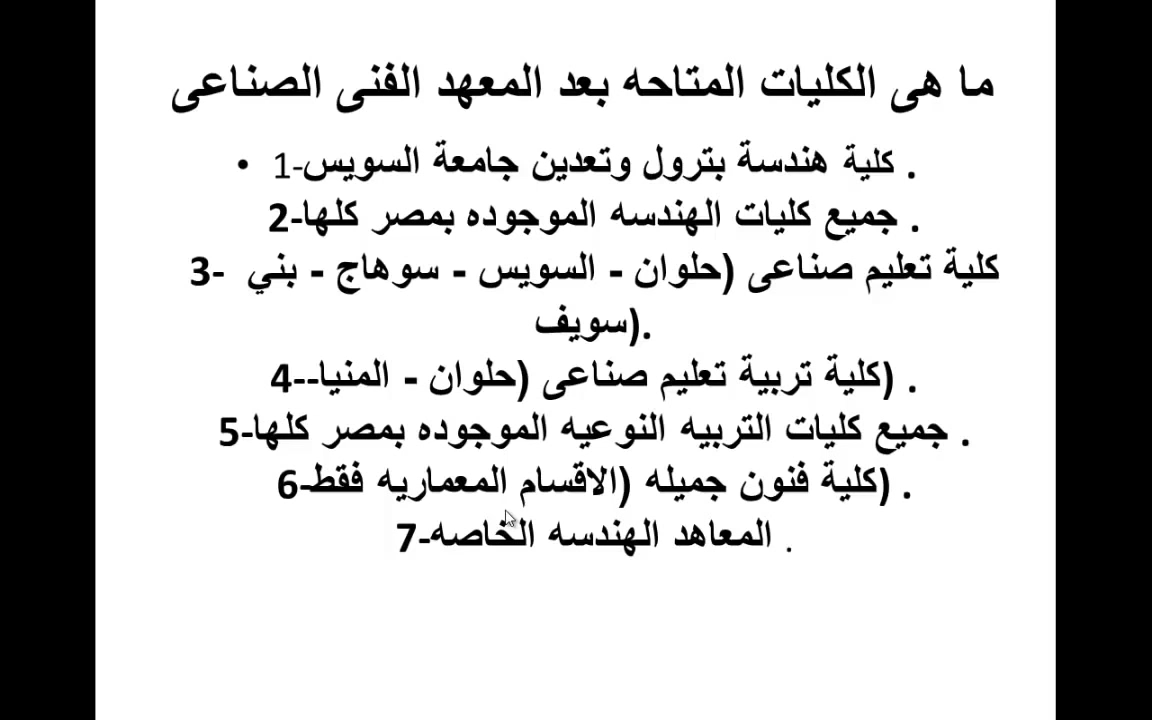 ما هى الكليات المتاحه بعد المعهد الفنى الصناعى
• 1-كلية هندسة بترول وتعدين جامعة السويس .
2-جميع كليات الهندسه الموجوده بمصر كلها .
3- كلية تعليم صناعى (حلوان - السويس - سوهاج - بني
سويف).
4--كلية تربية تعليم صناعى (حلوان - المنيا) .
5-جميع كليات التربيه النوعيه الموجوده بمصر كلها .
6-كلية فنون جميله (الاقسام المعماريه فقط) .
7-المعاهد الهندسه الخاصه .